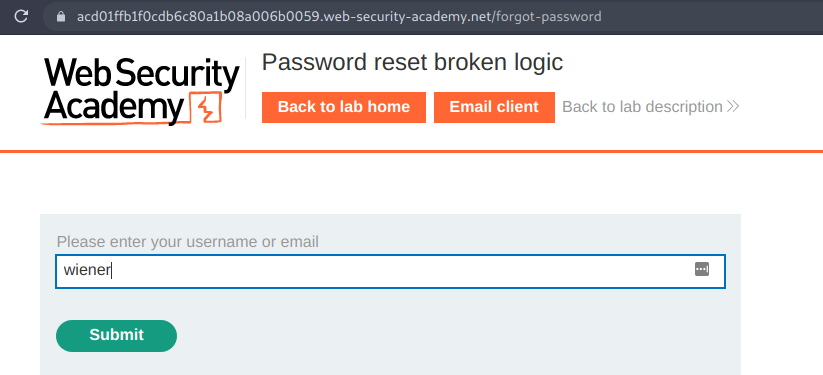 acd01ffb1f0cdb6c80a1b08a006b0059.web-security-academy.net/forgot-password
Web Security
Academy
Password reset broken logic
Back to lab home
Email client
Back to lab description
Please enter your username or email
wiener
Submit